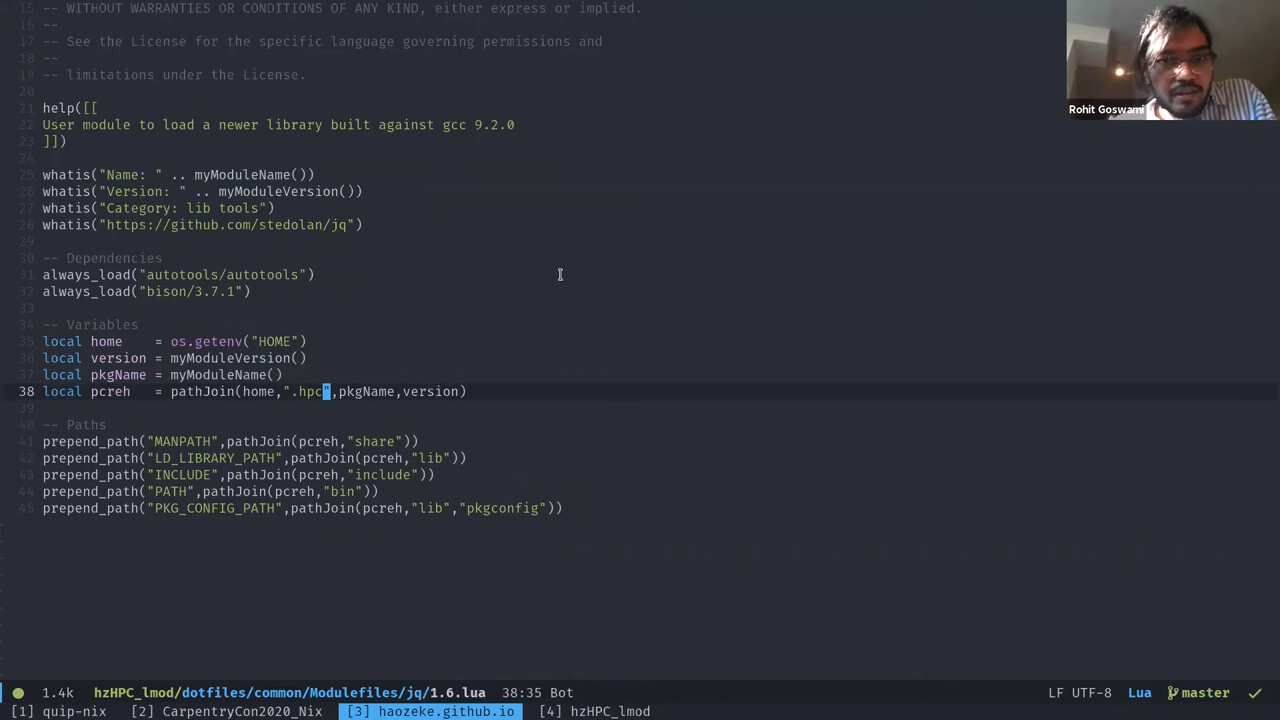 15 -- WITHOUT WARRANTIES OR CONDITIONS OF ANY KIND, either express or implied.
16 --
17 -- See the License for the specific language governing permissions and
18 --
19 -- limitations under the License.
20
21 help([[
22 User module to load a newer library built against gcc 9.2.0
23 ]])
24
25 whatis("Name: " .. myModuleName())
26 whatis("Version: " .. myModuleVersion())
27 whatis("Category: lib tools")
28 whatis("https://github.com/stedolan/jq")
29
30 -- Dependencies
31 always_load("autotools/autotools")
32 always_load("bison/3.7.1")
33
34 -- Variables
35 local home    = os.getenv("HOME")
36 local version = myModuleVersion()
37 local pkgName = myModuleName()
38 local pcreh   = pathJoin(home,".hpc",pkgName,version)
39
40 -- Paths
41 prepend_path("MANPATH",pathJoin(pcreh,"share"))
42 prepend_path("LD_LIBRARY_PATH",pathJoin(pcreh,"lib"))
43 prepend_path("INCLUDE",pathJoin(pcreh,"include"))
44 prepend_path("PATH",pathJoin(pcreh,"bin"))
45 prepend_path("PKG_CONFIG_PATH",pathJoin(pcreh,"lib","pkgconfig"))
Rohit Goswami
1.4k hzHPC_lmod/dotfiles/common/Modulefiles/jq/1.6.lua 38:35 Bot LF UTF-8 Lua master
[1] quip-nix [2] CarpentryCon2020_Nix [3] haozeke.github.io [4] hzHPC_lmod